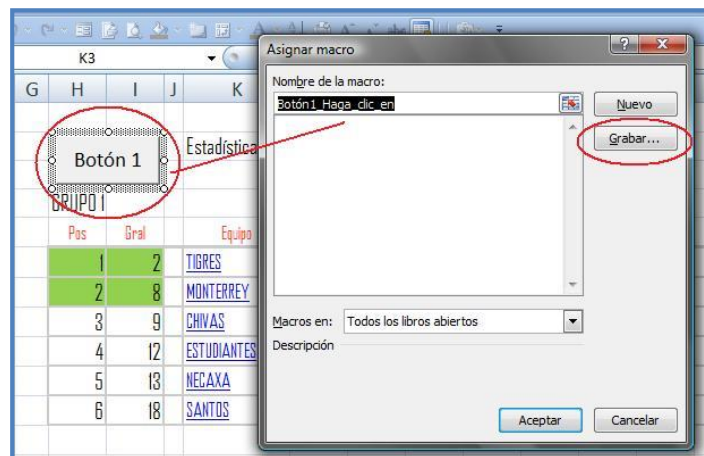 K3
Asignar macro
G H I J K
Nombre de la macro:
Botón1_Haga_clic_en
Nuevo
Grabar...
Botón 1
Estadística
GRUPO 1
Pos Gral Equipo
1 2 TIGRES
2 8 MONTERREY
3 9 CHIVAS
4 12 ESTUDIANTES
5 13 NECAXA
6 18 SANTOS
Macros en: Todos los libros abiertos
Descripción
Aceptar Cancelar